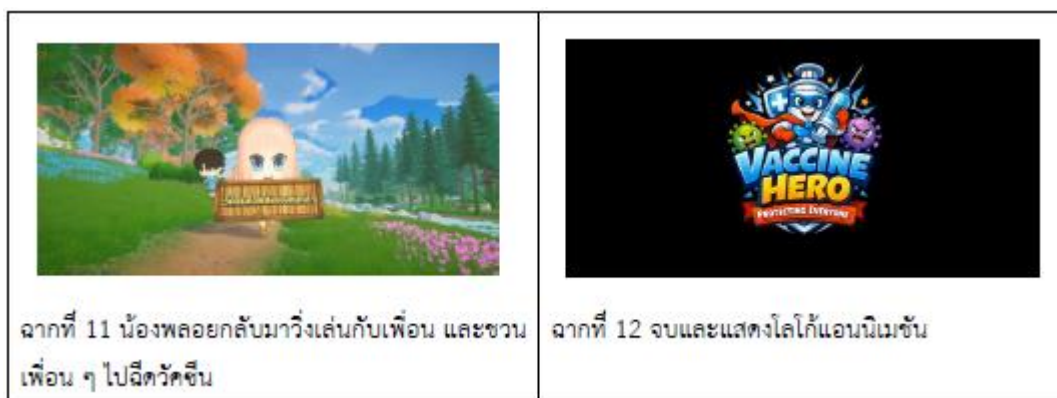 VACCINE
HERO
PROTECTING EVERYONE
ฉากที่ 11 น้องพลอยกลับมาวิ่งเล่นกับเพื่อน และชวน
เพื่อน ๆ ไปฉีดวัคซีน
ฉากที่ 12 จบและแสดงโลโก้แอนนิเมชัน